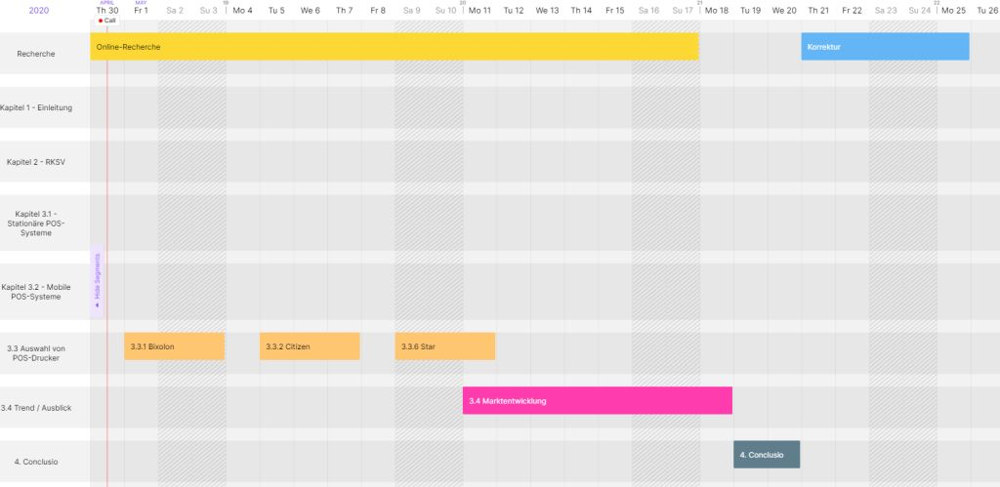 APRIL MAY 19 20 21 22
2020 Th 30 Fr 1 Sa 2 Su 3 Mo 4 Tu 5 We 6 Th 7 Fr 8 Sa 9 Su 10 Mo 11 Tu 12 We 13 Th 14 Fr 15 Sa 16 Su 17 Mo 18 Tu 19 We 20 Th 21 Fr 22 Sa 23 Su 24 Mo 25 Tu 26
Call
Recherche
Online-Recherche
Korrektur
Kapitel 1 - Einleitung
Kapitel 2 - RKSV
Kapitel 3.1 -
Stationäre POS-
Systeme
Hide Segments
Kapitel 3.2 - Mobile
POS-Systeme
3.3 Auswahl von
POS-Drucker
3.3.1 Bixolon
3.3.2 Citizen
3.3.6 Star
3.4 Trend / Ausblick
3.4 Marktentwicklung
4. Conclusio
4. Conclusio